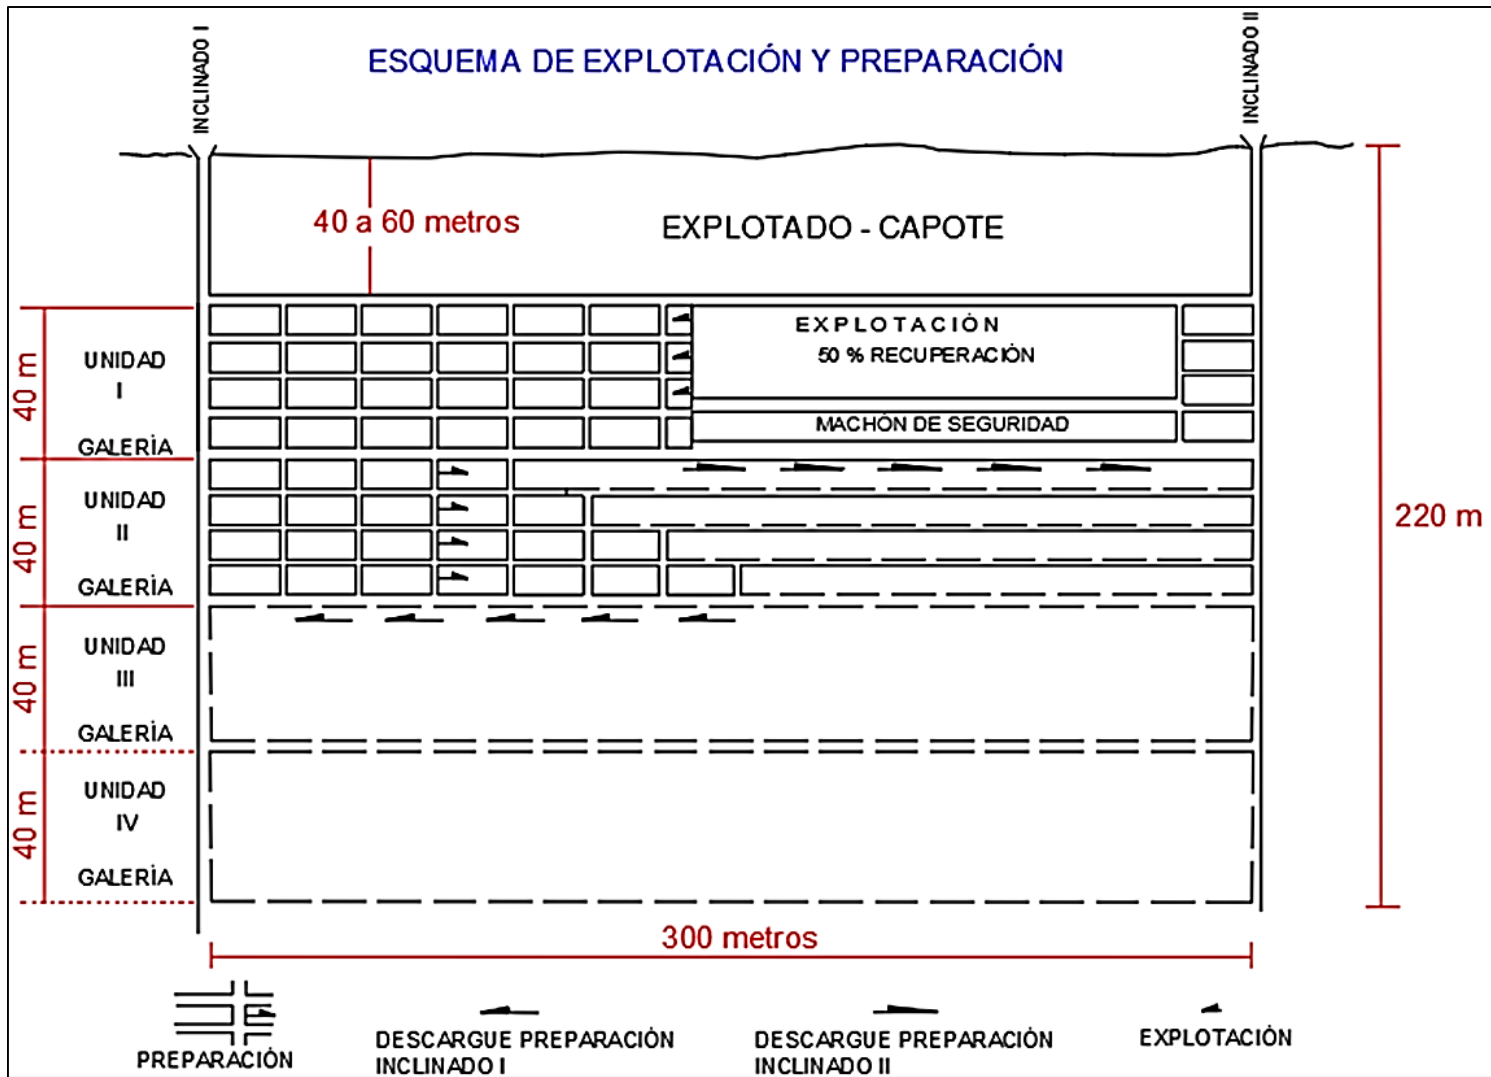 INCLINADO I
INCLINADO II
ESQUEMA DE EXPLOTACIÓN Y PREPARACIÓN
40 a 60 metros
EXPLOTADO - CAPOTE
EXPLOTACIÓN
50 % RECUPERACIÓN
MACHÓN DE SEGURIDAD
40 m
UNIDAD
I
GALERÍA
40 m
UNIDAD
II
GALERÍA
40 m
UNIDAD
III
GALERÍA
40 m
UNIDAD
IV
GALERÍA
220 m
300 metros
PREPARACIÓN
DESCARGUE PREPARACIÓN
INCLINADO I
DESCARGUE PREPARACIÓN
INCLINADO II
EXPLOTACIÓN